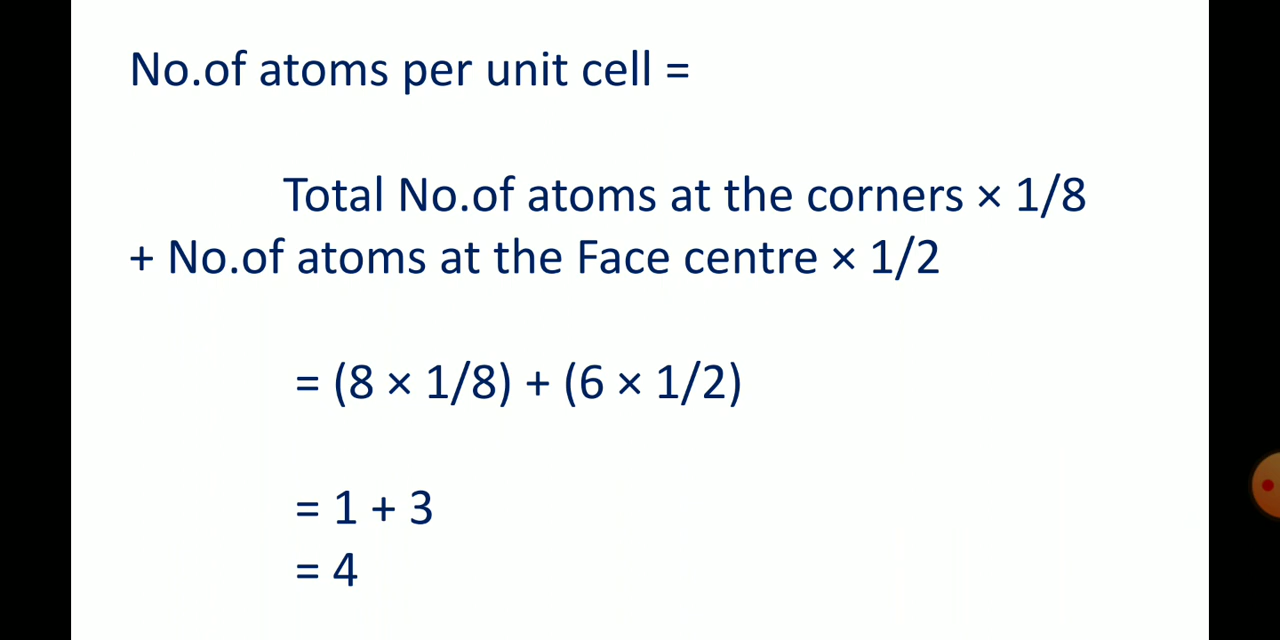 No.of atoms per unit cell =
Total No.of atoms at the corners × 1/8
+ No.of atoms at the Face centre × 1/2
= (8 × 1/8) + (6 × 1/2)
= 1 + 3
= 4